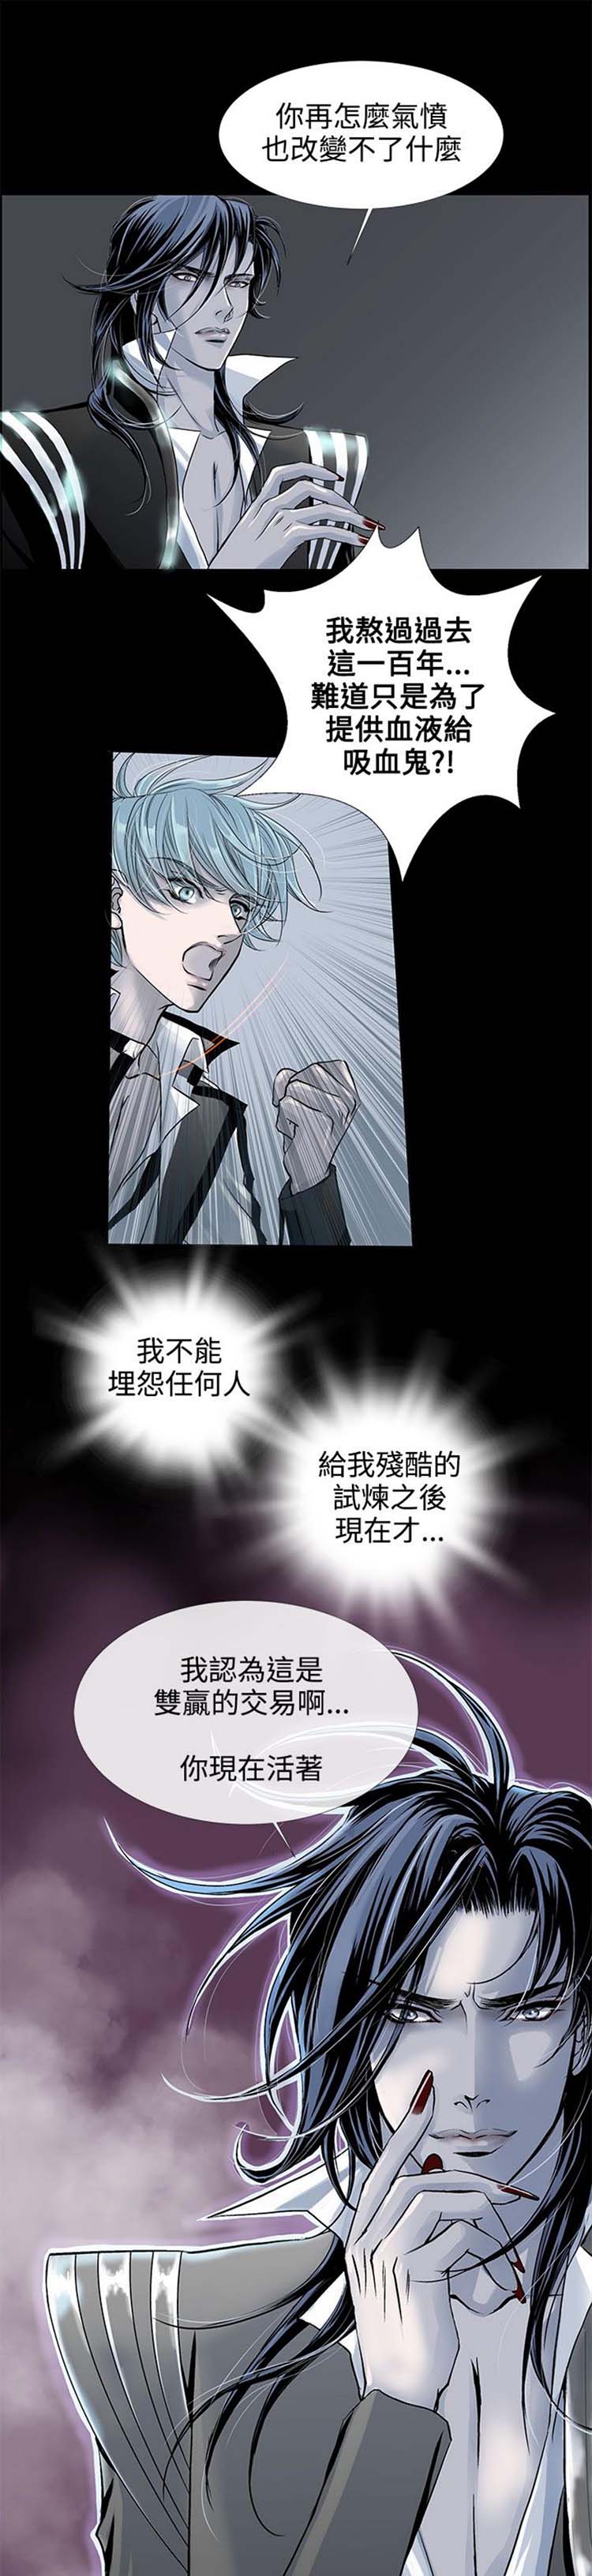 你再怎麼氣憤
也改變不了什麼
我熬過過去
這一百年...
難道只是為了
提供血液給
吸血鬼?!
我不能
埋怨任何人
給我殘酷的
試煉之後
現在才...
我認為這是
雙贏的交易啊...
你現在活著